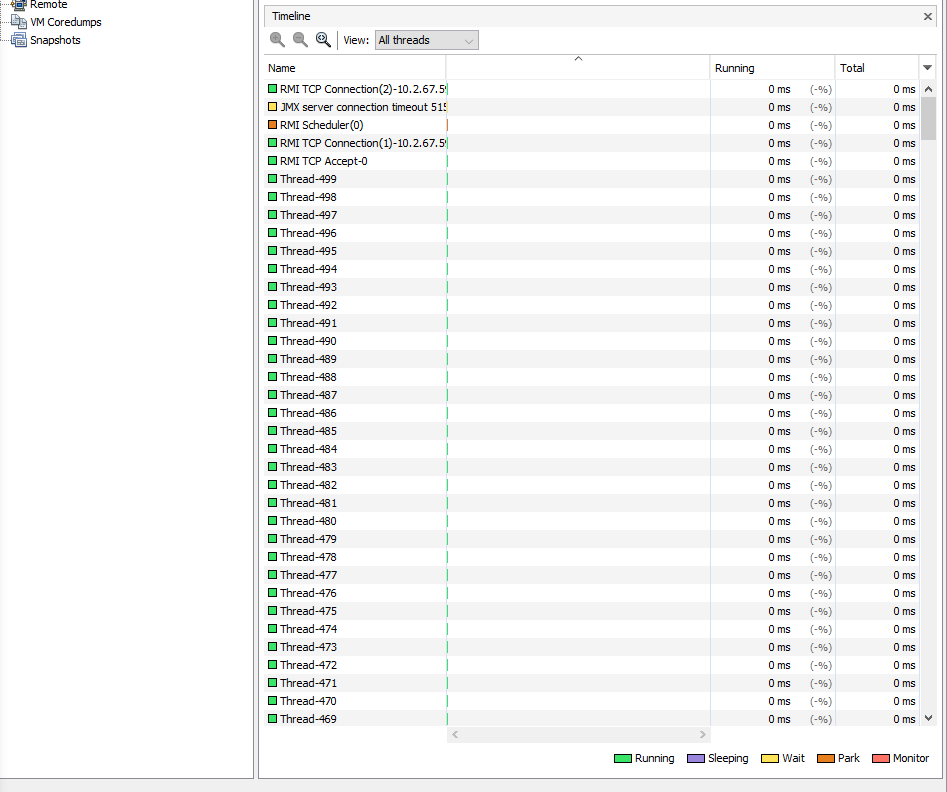 Remote
VM Coredumps
Snapshots
Timeline
View: All threads
Name Running Total
RMI TCP Connection(2)-10.2.67.5 0 ms (-%) 0 ms
JMX server connection timeout 515 0 ms (-%) 0 ms
RMI Scheduler(0) 0 ms (-%) 0 ms
RMI TCP Connection(1)-10.2.67.5 0 ms (-%) 0 ms
RMI TCP Accept-0 0 ms (-%) 0 ms
Thread-499 0 ms (-%) 0 ms
Thread-498 0 ms (-%) 0 ms
Thread-497 0 ms (-%) 0 ms
Thread-496 0 ms (-%) 0 ms
Thread-495 0 ms (-%) 0 ms
Thread-494 0 ms (-%) 0 ms
Thread-493 0 ms (-%) 0 ms
Thread-492 0 ms (-%) 0 ms
Thread-491 0 ms (-%) 0 ms
Thread-490 0 ms (-%) 0 ms
Thread-489 0 ms (-%) 0 ms
Thread-488 0 ms (-%) 0 ms
Thread-487 0 ms (-%) 0 ms
Thread-486 0 ms (-%) 0 ms
Thread-485 0 ms (-%) 0 ms
Thread-484 0 ms (-%) 0 ms
Thread-483 0 ms (-%) 0 ms
Thread-482 0 ms (-%) 0 ms
Thread-481 0 ms (-%) 0 ms
Thread-480 0 ms (-%) 0 ms
Thread-479 0 ms (-%) 0 ms
Thread-478 0 ms (-%) 0 ms
Thread-477 0 ms (-%) 0 ms
Thread-476 0 ms (-%) 0 ms
Thread-475 0 ms (-%) 0 ms
Thread-474 0 ms (-%) 0 ms
Thread-473 0 ms (-%) 0 ms
Thread-472 0 ms (-%) 0 ms
Thread-471 0 ms (-%) 0 ms
Thread-470 0 ms (-%) 0 ms
Thread-469 0 ms (-%) 0 ms
Running Sleeping Wait Park Monitor